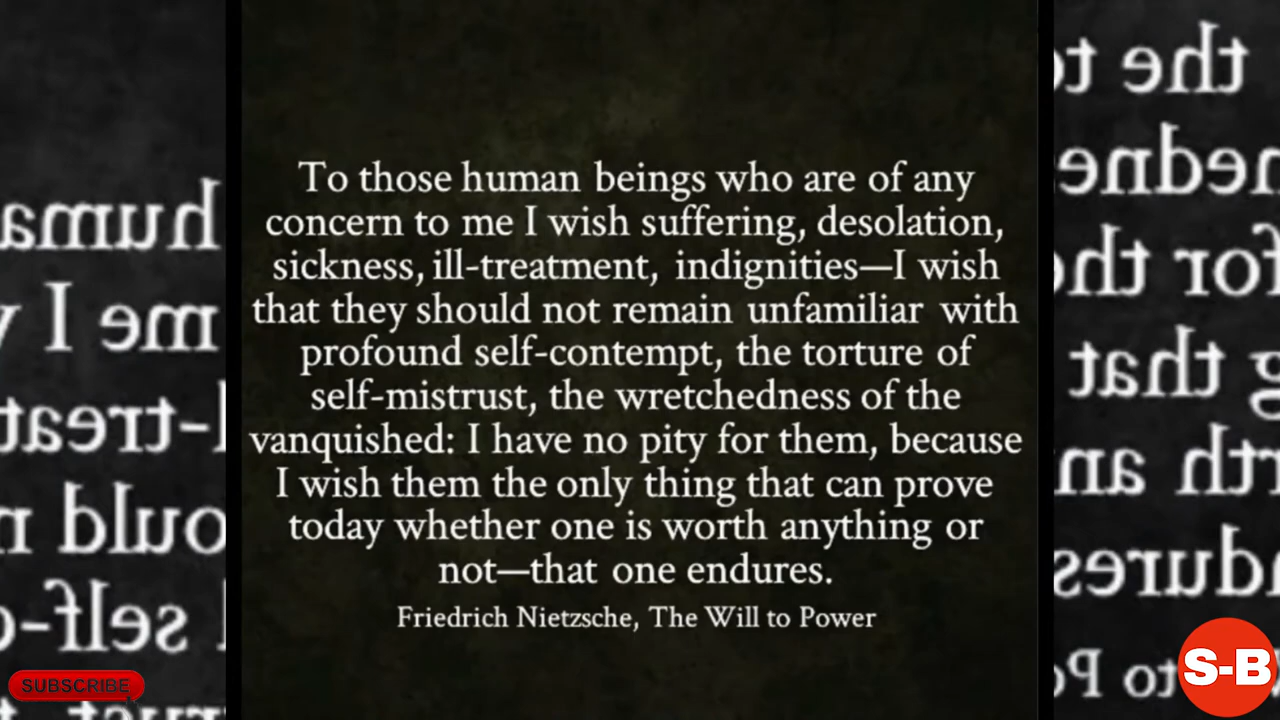 To those human beings who are of any
concern to me I wish suffering, desolation,
sickness, ill-treatment, indignities—I wish
that they should not remain unfamiliar with
profound self-contempt, the torture of
self-mistrust, the wretchedness of the
vanquished: I have no pity for them, because
I wish them the only thing that can prove
today whether one is worth anything or
not—that one endures.
Friedrich Nietzsche, The Will to Power
SUBSCRIBE
S-B